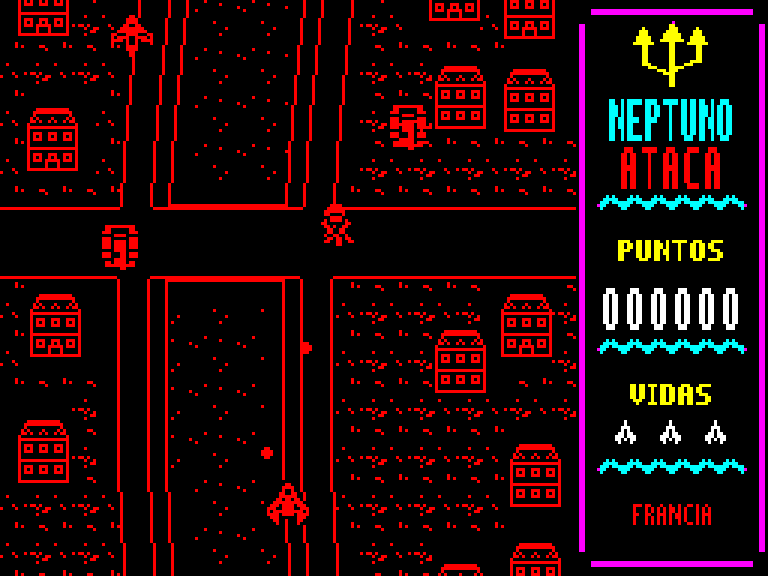 NEPTUNO
ATACA
PUNTOS
000000
VIDAS
FRANCIA